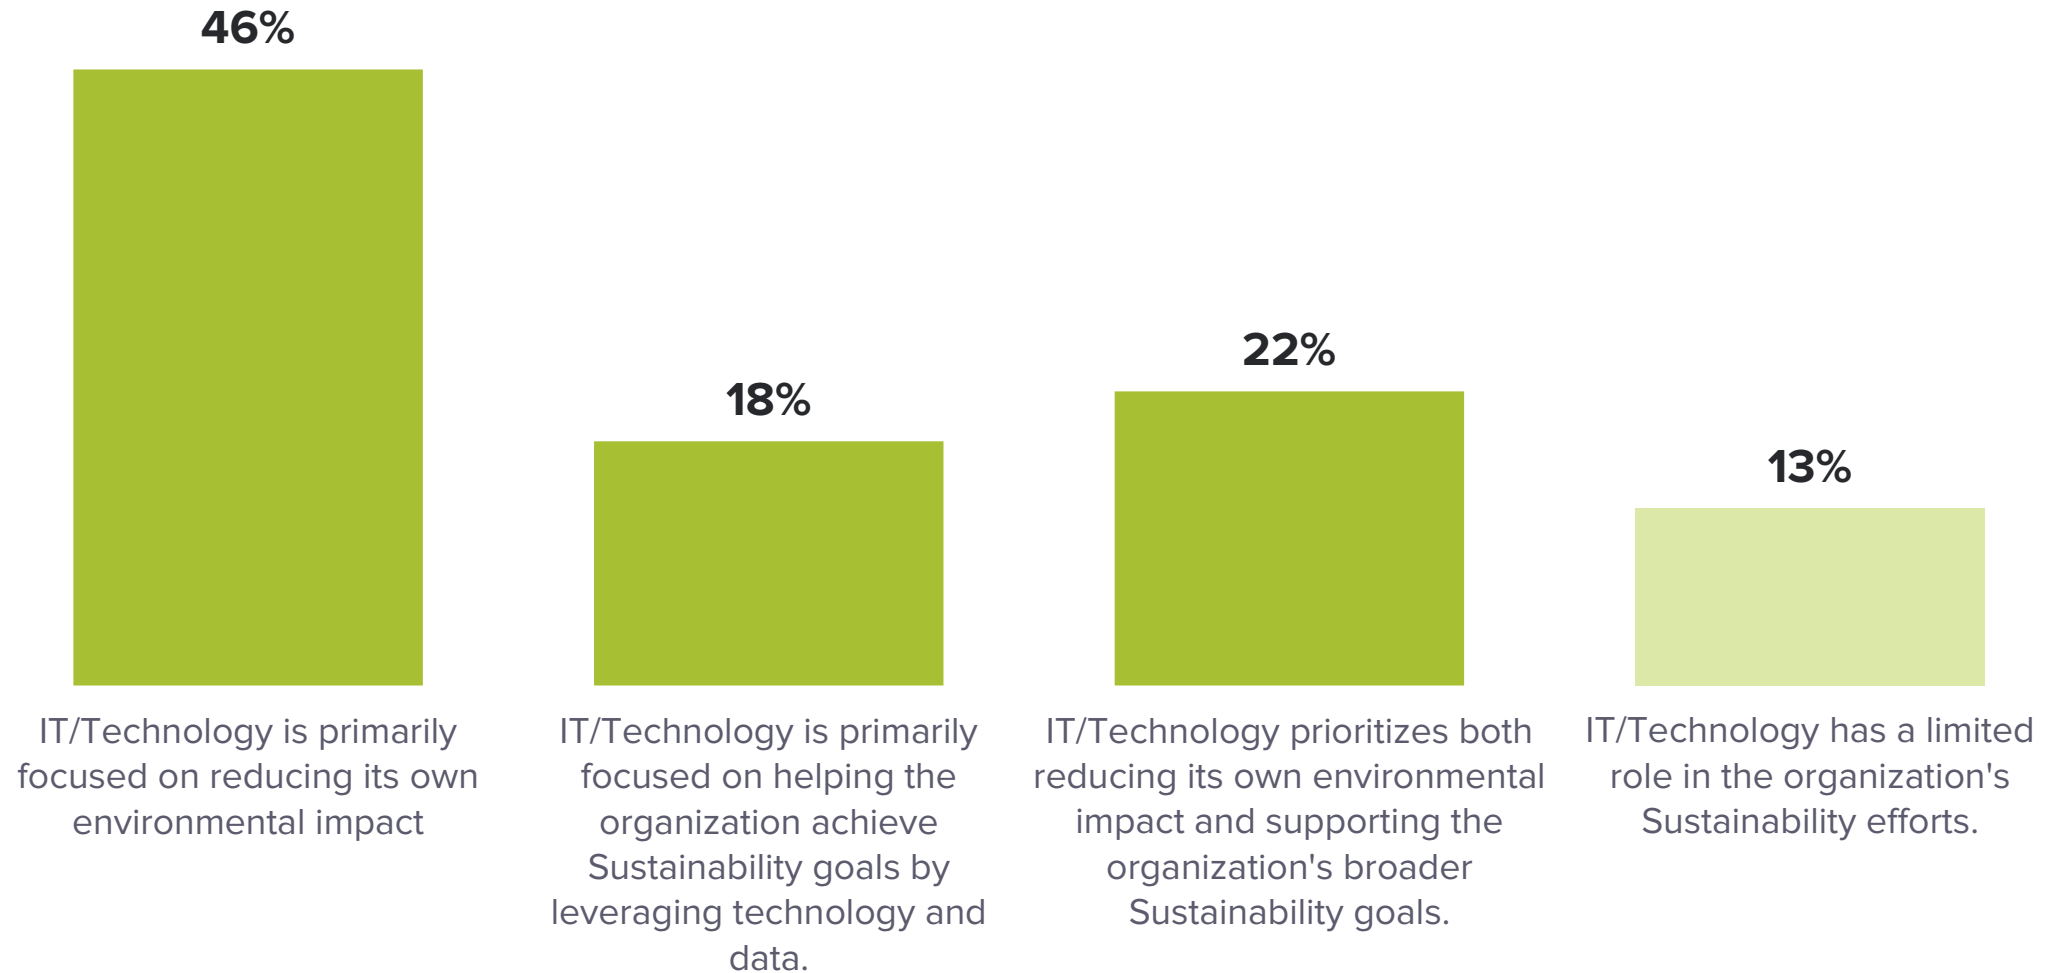 46%
IT/Technology is primarily
focused on reducing its own
environmental impact
18%
IT/Technology is primarily
focused on helping the
organization achieve
Sustainability goals by
leveraging technology and
data.
22%
IT/Technology prioritizes both
reducing its own environmental
impact and supporting the
organization's broader
Sustainability goals.
13%
IT/Technology has a limited
role in the organization's
Sustainability efforts.